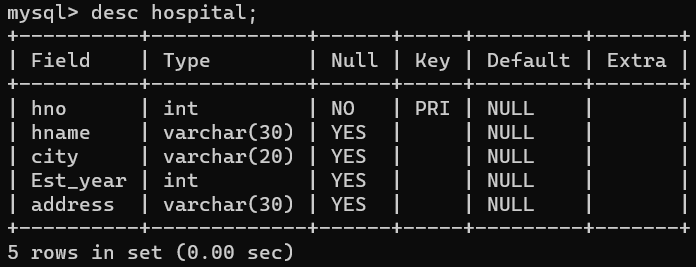 mysql> desc hospital;
+----------+-------------+------+-----+---------+-------+
| Field    | Type        | Null | Key | Default | Extra |
+----------+-------------+------+-----+---------+-------+
| hno      | int         | NO   | PRI | NULL    |       |
| hname    | varchar(30) | YES  |     | NULL    |       |
| city     | varchar(20) | YES  |     | NULL    |       |
| Est_year | int         | YES  |     | NULL    |       |
| address  | varchar(30) | YES  |     | NULL    |       |
+----------+-------------+------+-----+---------+-------+
5 rows in set (0.00 sec)